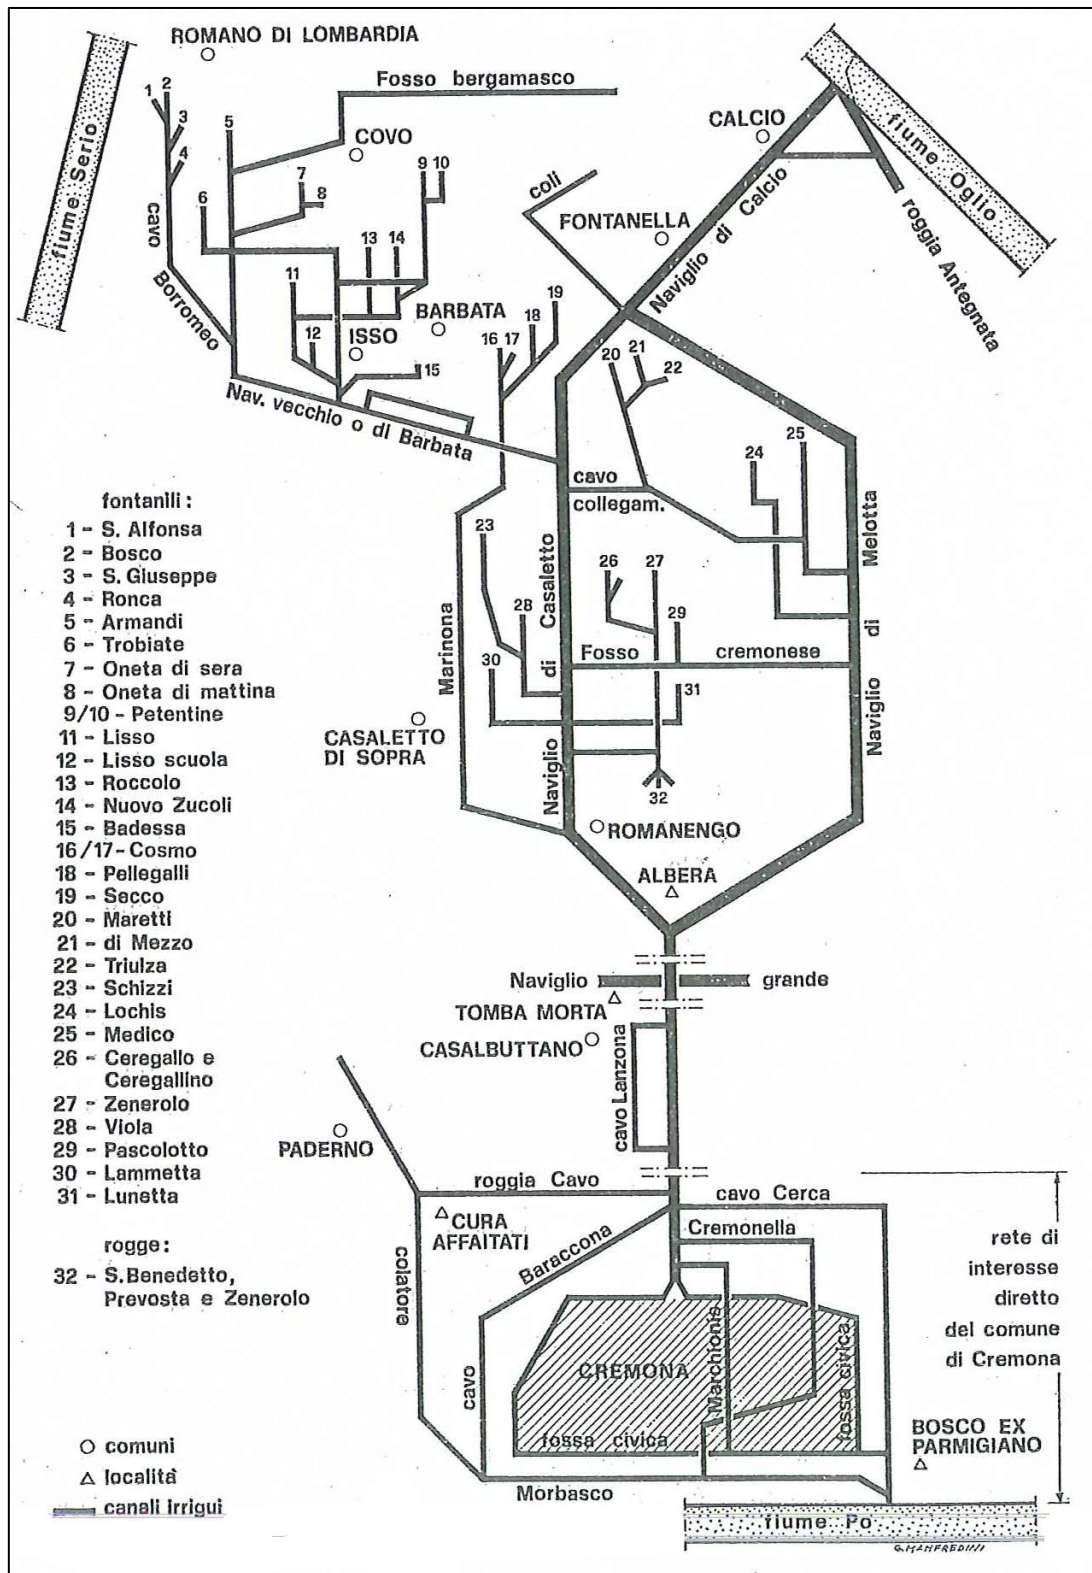 ROMANO DI LOMBARDIA
fiume Serio
Fosso bergamasco
1
2
3
4
5
COVO
CALCIO
fiume Oglio
6
7
8
9
10
coli
FONTANELLA
Naviglio di Calcio
roggia Antegnata
cavo
Borromeo
13
14
11
12
ISSO
BARBATA
15
16
17
18
19
Nav. vecchio o di Barbata
20
21
22
24
25
cavo
collegam.
Melotta
di
Naviglio
Casaletto
di
Naviglio
Marinona
23
28
26
27
29
30
31
Fosso cremonese
32
CASALETTO
DI SOPRA
ROMANENGO
ALBERA
Naviglio grande
TOMBA MORTA
CASALBUTTANO
cavo Lanzona
PADERNO
roggia Cavo
cavo Cerca
CURA
AFFAITATI
Cremonella
Baraccona
colatore
cavo
Marchionis
CREMONA
fossa civica
fossa civica
Morbasco
BOSCO EX
PARMIGIANO
fiume Po
G. MANFREDINI
rete di
interesse
diretto
del comune
di Cremona
fontanili :
1 - S. Alfonsa
2 - Bosco
3 - S. Giuseppe
4 - Ronca
5 - Armandi
6 - Trobiate
7 - Oneta di sera
8 - Oneta di mattina
9/10 - Petentine
11 - Lisso
12 - Lisso scuola
13 - Roccolo
14 - Nuovo Zucoli
15 - Badessa
16/17 - Cosmo
18 - Pellegalli
19 - Secco
20 - Maretti
21 - di Mezzo
22 - Triulza
23 - Schizzi
24 - Lochis
25 - Medico
26 - Ceregallo e
Ceregallino
27 - Zenerolo
28 - Viola
29 - Pascolotto
30 - Lammetta
31 - Lunetta
rogge :
32 - S. Benedetto,
Prevosta e Zenerolo
comuni
località
canali irrigui